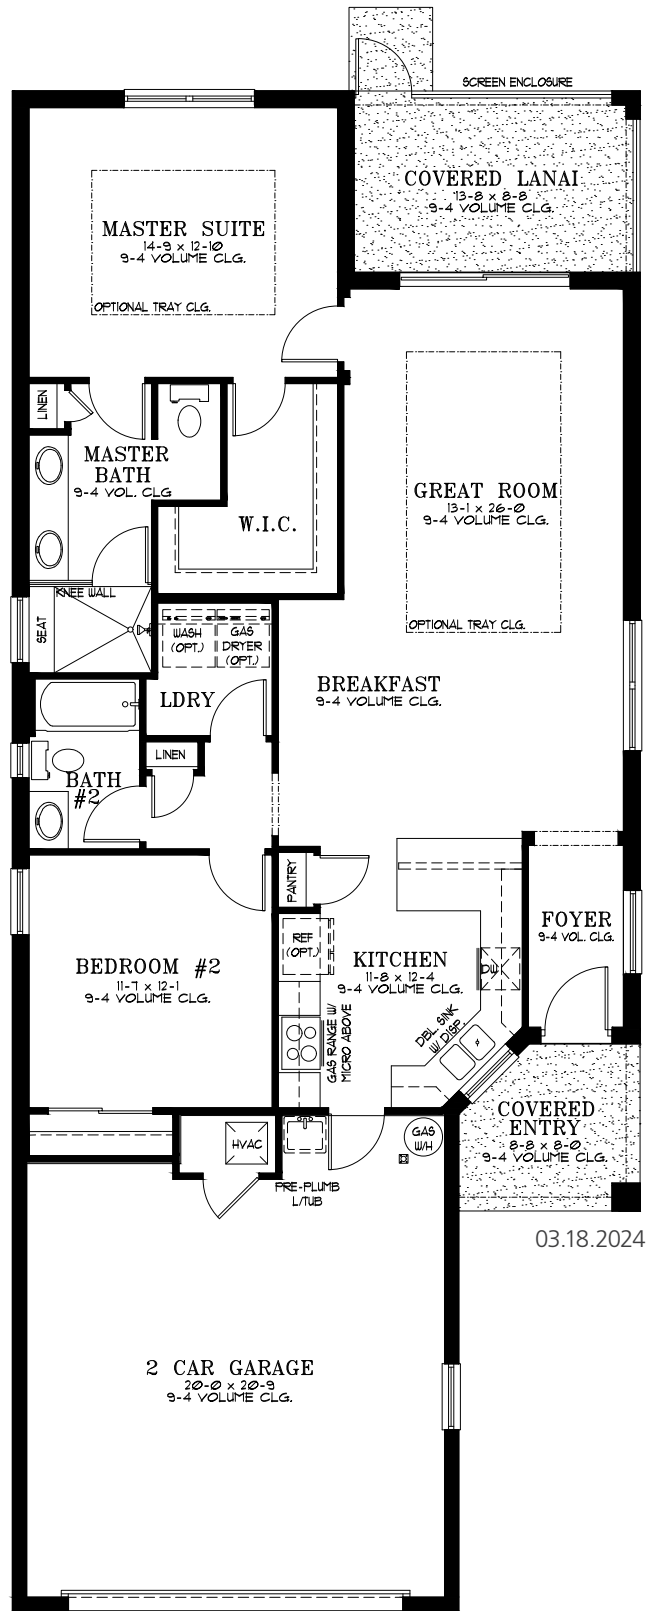 SCREEN ENCLOSURE
COVERED LANAI
13-8 x 8-8
9-4 VOLUME CLG.
MASTER SUITE
14-9 x 12-10
9-4 VOLUME CLG.
OPTIONAL TRAY CLG.
LINEN
MASTER
BATH
9-4 VOL. CLG
W.I.C.
GREAT ROOM
13-1 x 26-0
9-4 VOLUME CLG.
OPTIONAL TRAY CLG.
KNEE WALL
SEAT
WASH
(OPT.)
GAS
DRYER
(OPT.)
LDRY
BREAKFAST
9-4 VOLUME CLG.
LINEN
BATH
#2
PANTRY
FOYER
9-4 VOL. CLG.
REF
(OPT.)
KITCHEN
11-8 x 12-4
9-4 VOLUME CLG.
DW
BEDROOM #2
11-7 x 12-1
9-4 VOLUME CLG.
GAS RANGE W/
MICRO ABOVE
DBL. SINK
W/ DISP.
COVERED
ENTRY
8-8 x 8-0
9-4 VOLUME CLG.
HVAC
GAS
W/H
PRE-PLUMB
L/TUB
03.18.2024
2 CAR GARAGE
20-0 x 20-9
9-4 VOLUME CLG.